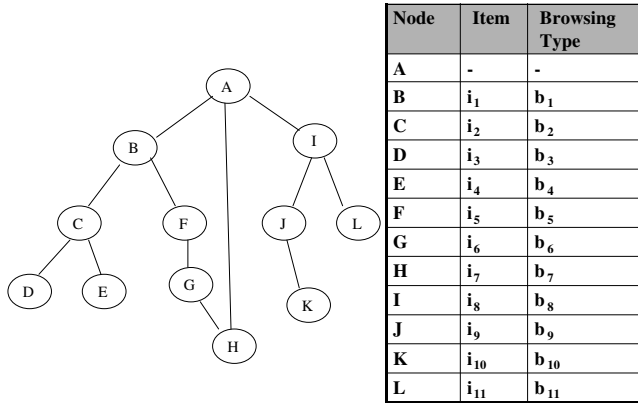 A
B
I
C
F
J
L
D
E
G
K
H
Node Item Browsing Type
A - -
B i1 b1
C i2 b2
D i3 b3
E i4 b4
F i5 b5
G i6 b6
H i7 b7
I i8 b8
J i9 b9
K i10 b10
L i11 b11